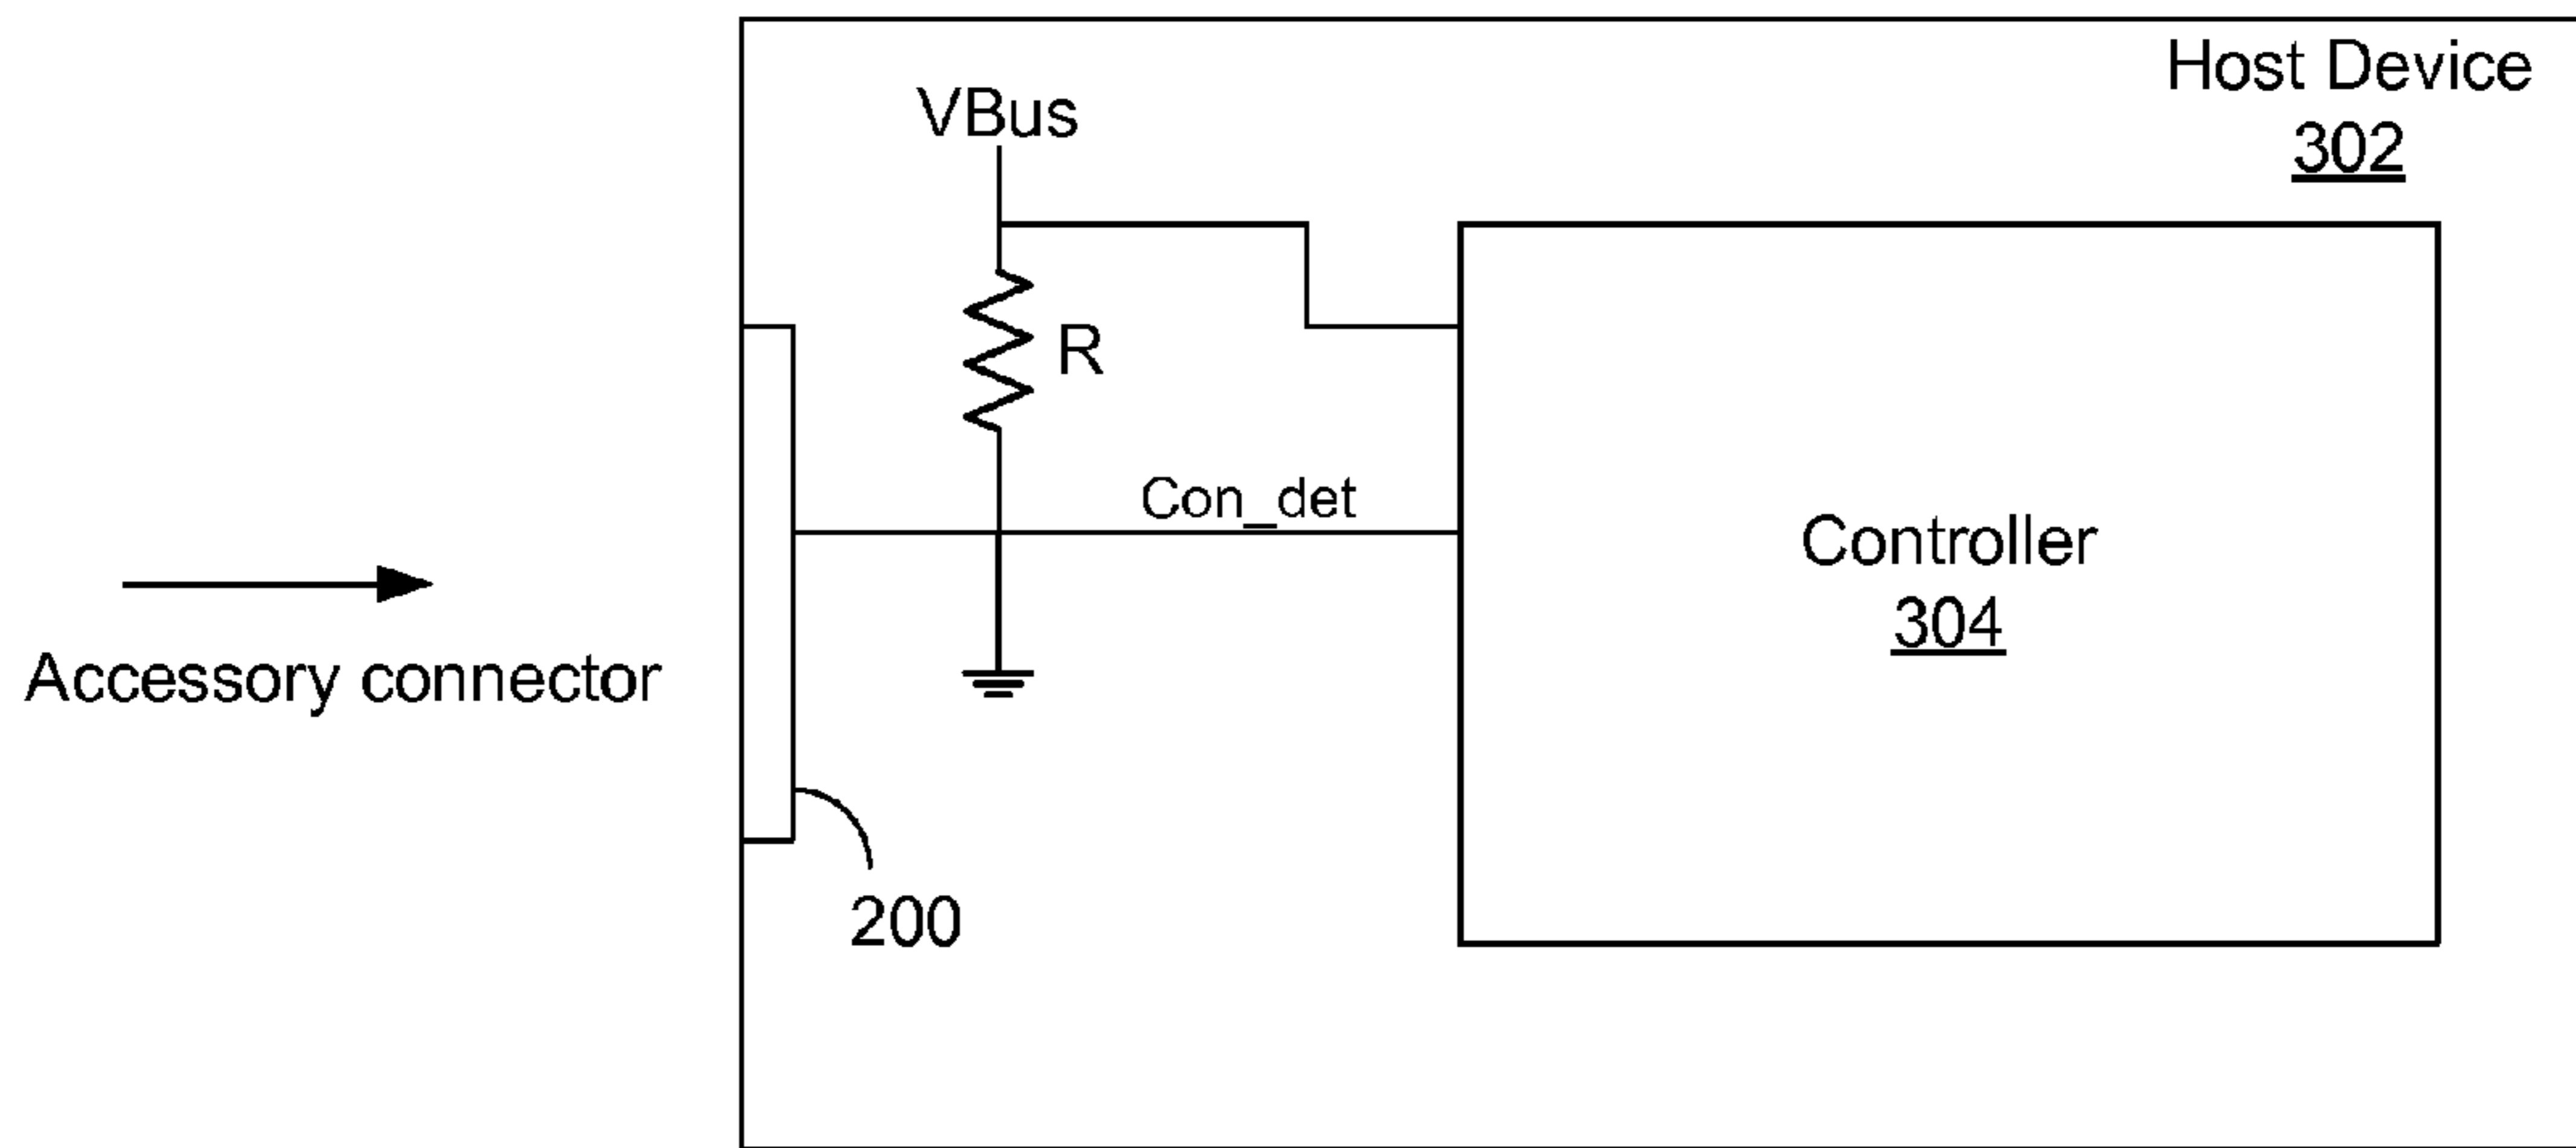 Host Device
302
VBus
R
Con_det
Controller
304
Accessory connector
200